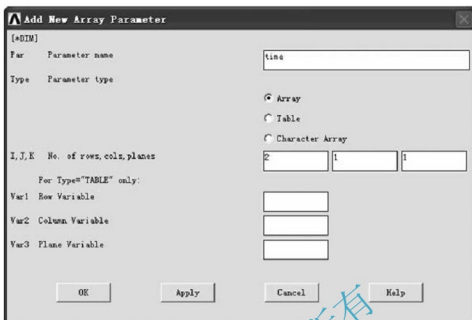 Add New Array Parameter
[*DIM]
Par Parameter name time
Type Parameter type
Array
Table
Character Array
I,J,K No. of rows,cols,planes 2 1 1
For Type="TABLE" only:
Var1 Row Variable
Var2 Column Variable
Var3 Plane Variable
OK Apply Cancel Help
所有